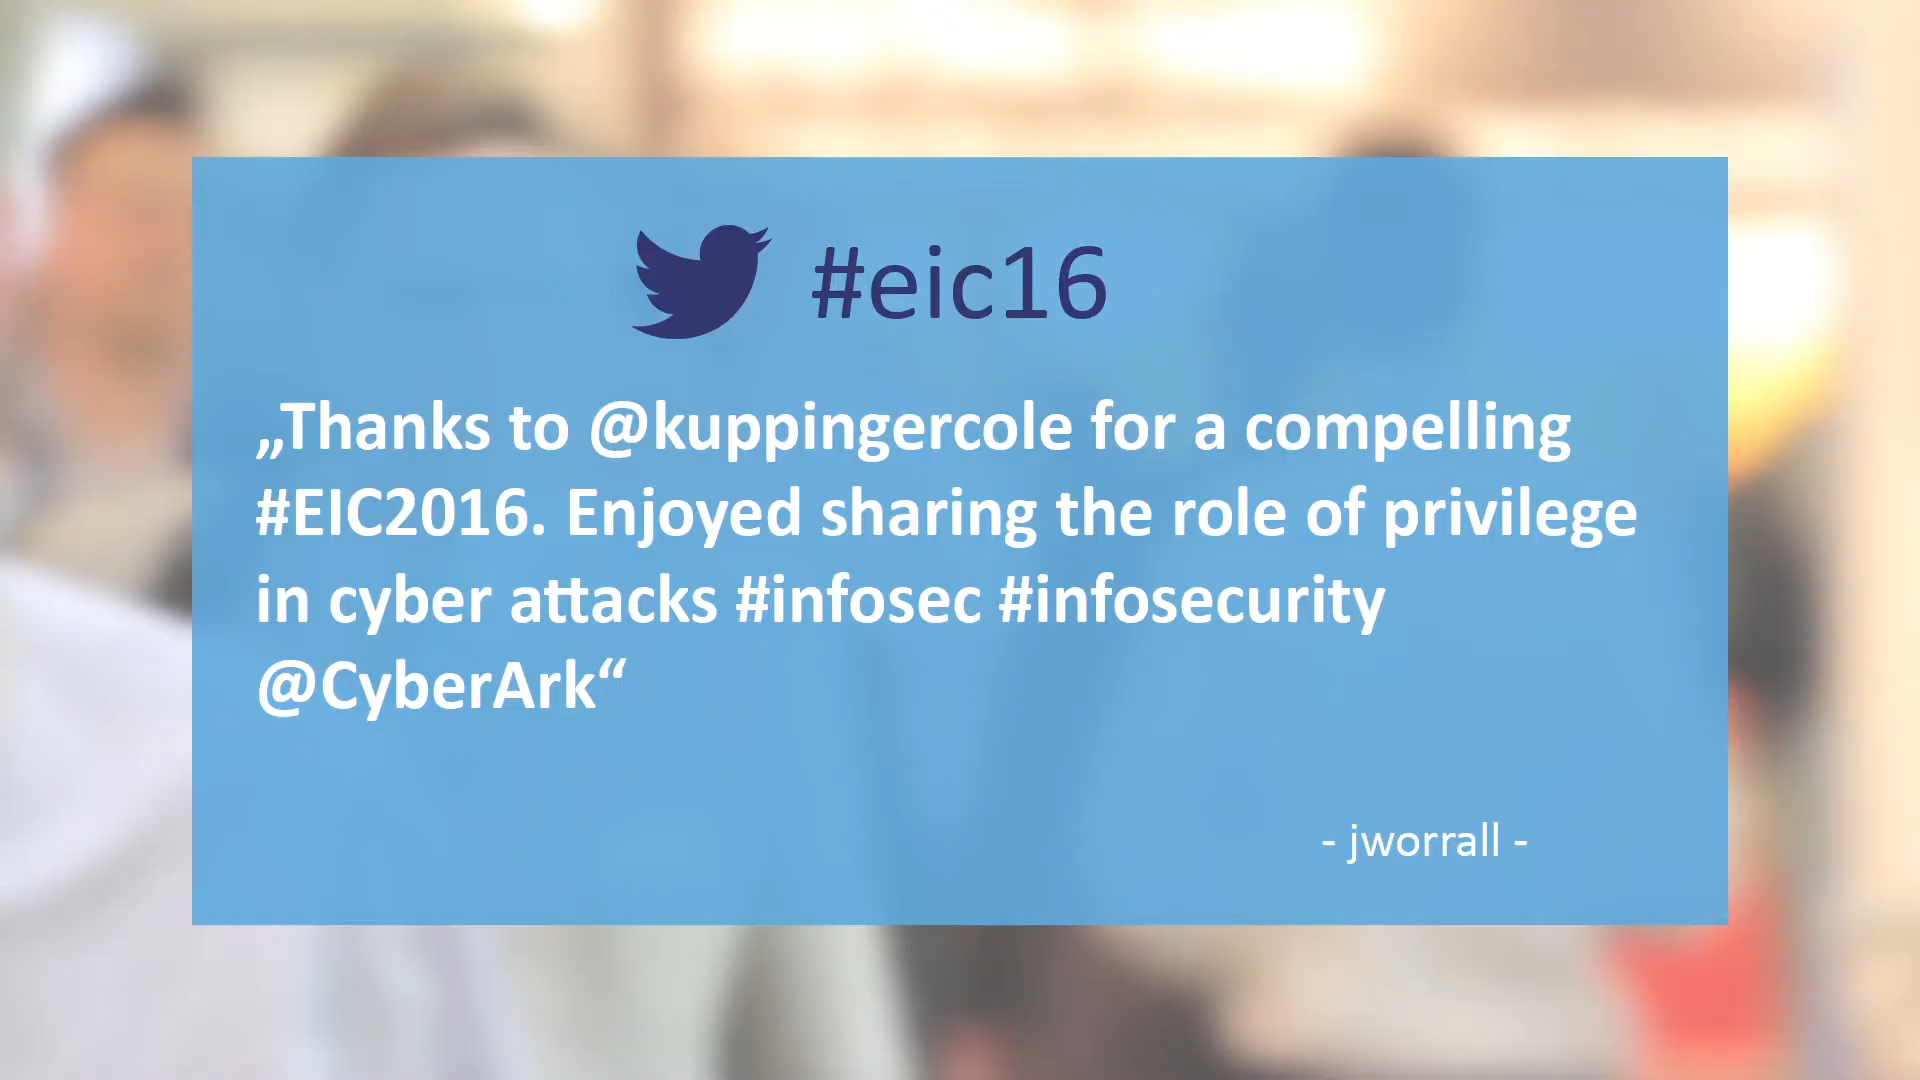 #eic16
„Thanks to @kuppingercole for a compelling
#EIC2016. Enjoyed sharing the role of privilege
in cyber attacks #infosec #infosecurity
@CyberArk“
- jworrall -